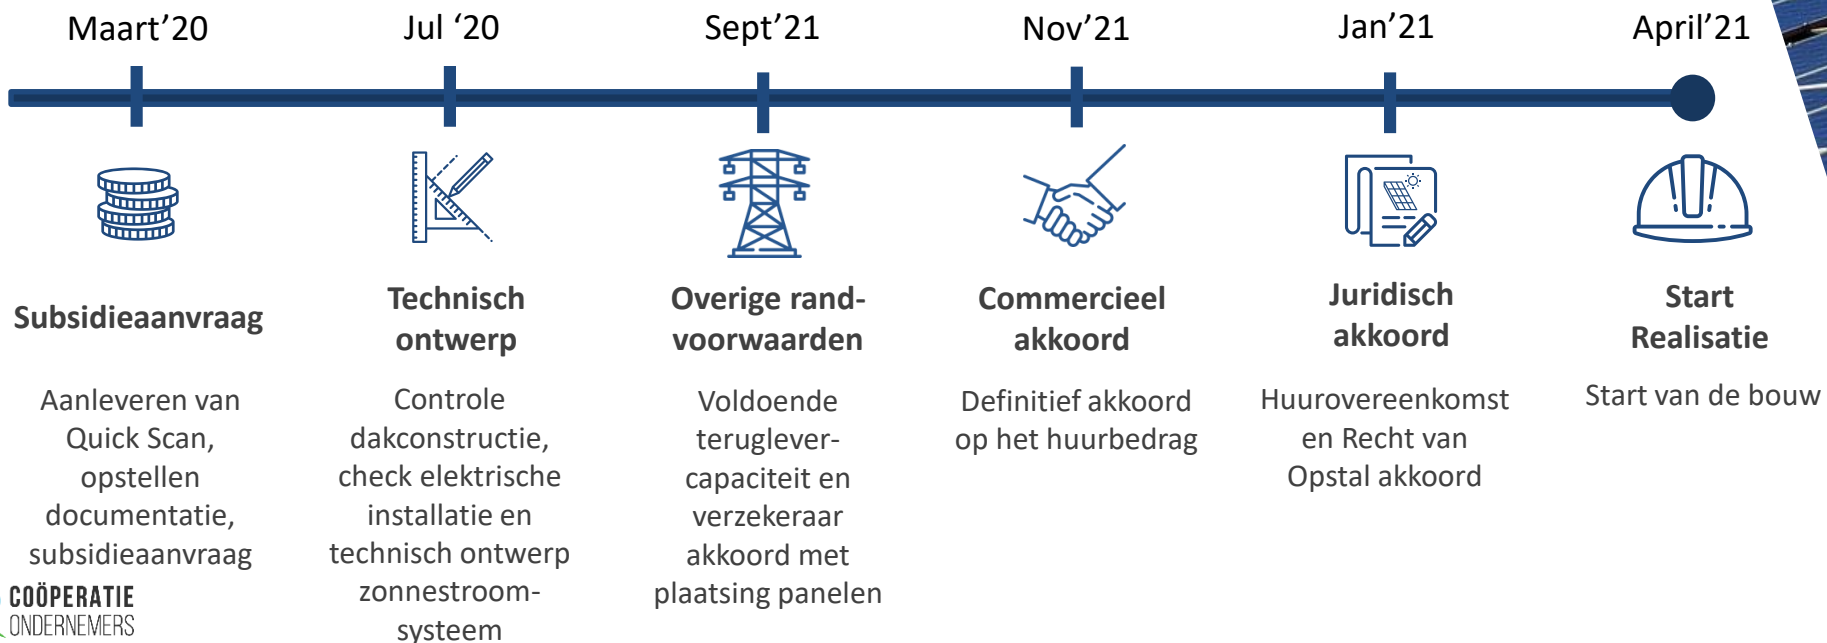 Maart’20
Jul ‘20
Sept’21
Nov’21
Jan’21
April’21
Subsidieaanvraag
Aanleveren van
Quick Scan,
opstellen
documentatie,
subsidieaanvraag
Technisch
ontwerp
Controle
dakconstructie,
check elektrische
installatie en
technisch ontwerp
zonnestroom-
systeem
Overige rand-
voorwaarden
Voldoende
teruglever-
capaciteit en
verzekeraar
akkoord met
plaatsing panelen
Commercieel
akkoord
Definitief akkoord
op het huurbedrag
Juridisch
akkoord
Huurovereenkomst
en Recht van
Opstal akkoord
Start
Realisatie
Start van de bouw
COÖPERATIE
ONDERNEMERS